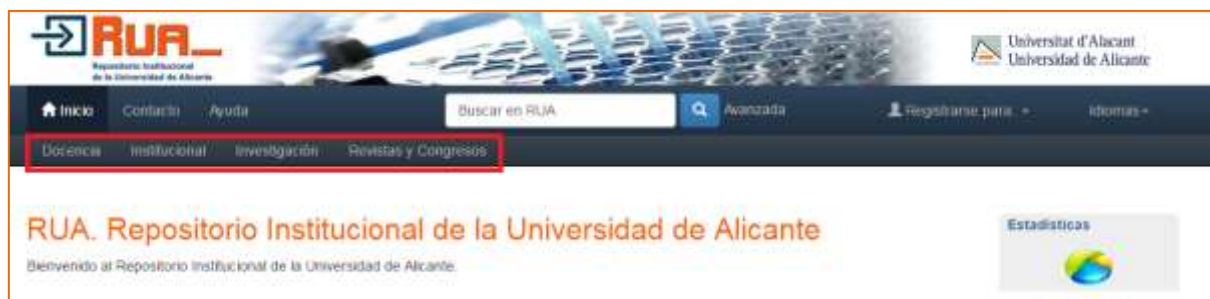 RUA_
Repositorio Institucional
de la Universidad de Alicante
Universitat d'Alacant
Universidad de Alicante
Inicio Contacto Ayuda Buscar en RUA Avanzada Registrarse para Idiomas
Docencia Institucional Investigación Revistas y Congresos
RUA. Repositorio Institucional de la Universidad de Alicante
Estadísticas
Bienvenido al Repositorio Institucional de la Universidad de Alicante.